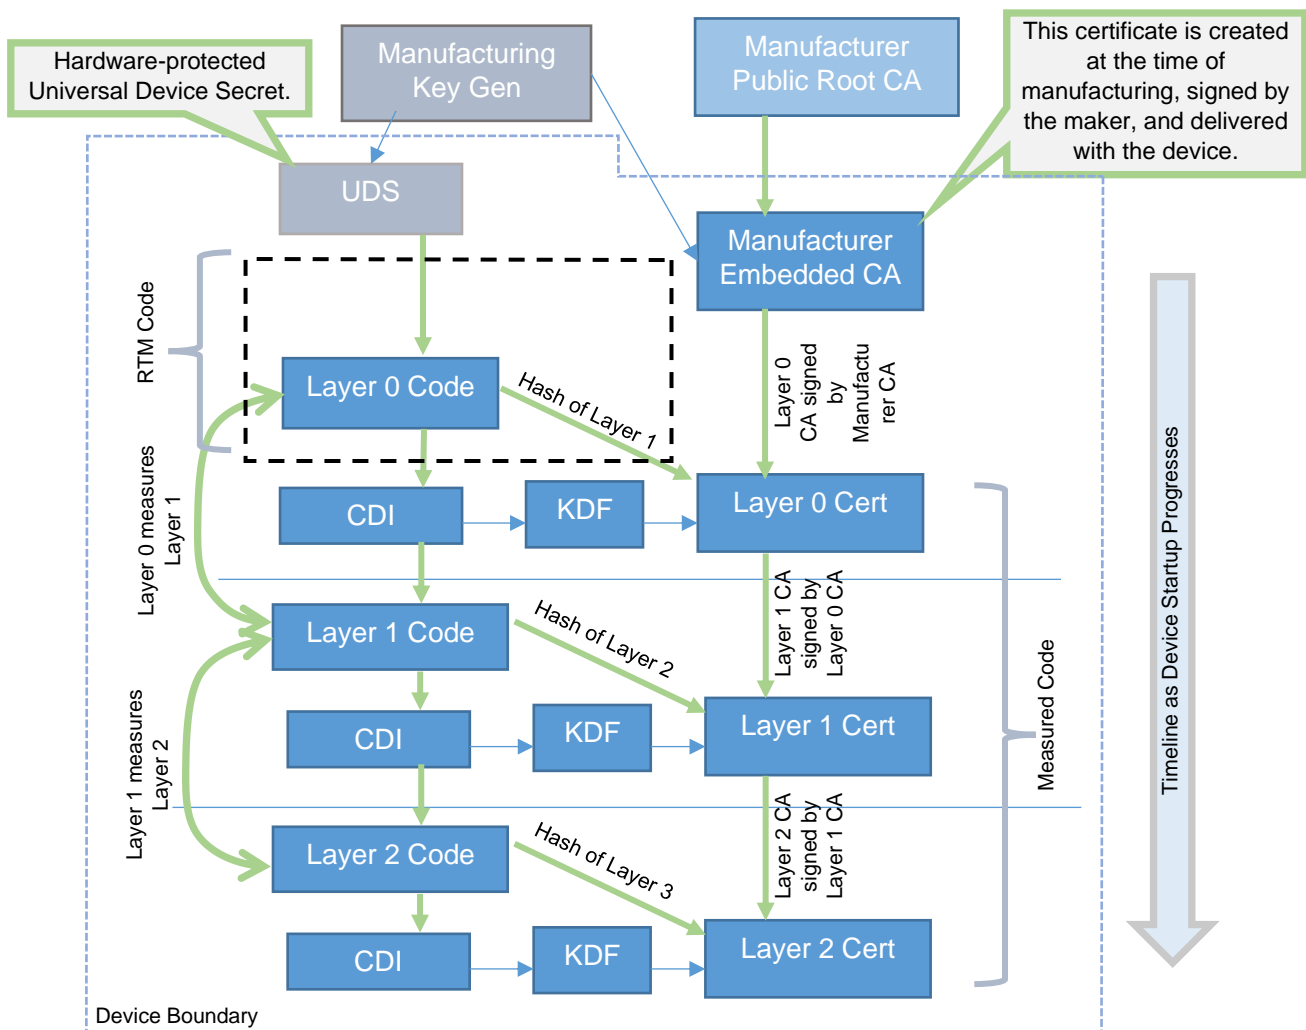 Hardware-protected
Universal Device Secret.
Manufacturing
Key Gen
Manufacturer
Public Root CA
This certificate is created
at the time of
manufacturing, signed by
the maker, and delivered
with the device.
UDS
Manufacturer
Embedded CA
RTM Code
Layer 0 Code
Hash of Layer 1
Layer 0
CA signed
by
Manufactu
rer CA
Layer 0 measures
Layer 1
CDI
KDF
Layer 0 Cert
Layer 1 Code
Hash of Layer 2
Layer 1 CA
signed by
Layer 0 CA
Layer 1 measures
Layer 2
CDI
KDF
Layer 1 Cert
Layer 2 Code
Hash of Layer 3
Layer 2 CA
signed by
Layer 1 CA
CDI
KDF
Layer 2 Cert
Measured Code
Timeline as Device Startup Progresses
Device Boundary